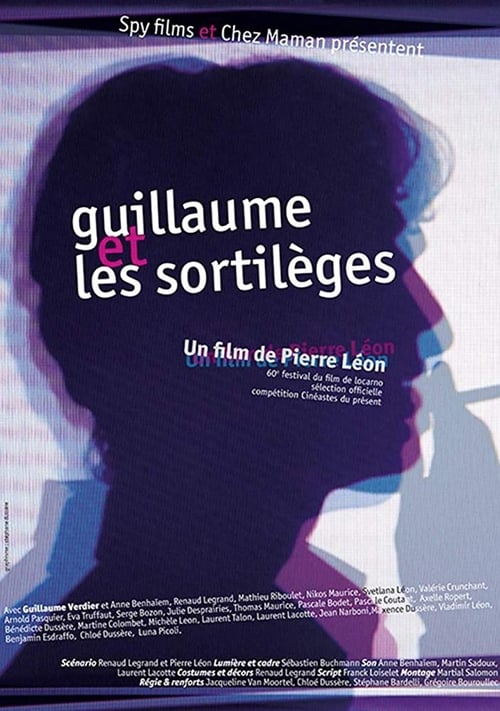 Spy films et Chez Maman présentent
guillaume
et
les sortilèges
Un film de Pierre Léon
60e festival du film de locarno
sélection officielle
compétition Cinéastes du présent
Avec Guillaume Verdier et Anne Benhaïem, Renaud Legrand, Mathieu Riboulet, Nikos Maurice, Svetlana Léon, Valérie Crunchant,
Arnold Pasquier, Eva Truffaut, Serge Bozon, Julie Desprairies, Thomas Maurice, Pascale Bodet, Pascale Coutant, Axelle Ropert,
Bénédicte Dussère, Martine Colombet, Michèle Leon, Laurent Talon, Laurent Lacotte, Jean Narboni, Maxence Dussère, Vladimir Léon,
Benjamin Esdraffo, Chloé Dussère, Luna Picoli.
Scénario Renaud Legrand et Pierre Léon Lumière et cadre Sébastien Buchmann Son Anne Benhaïem, Martin Sadoux,
Laurent Lacotte Costumes et décors Renaud Legrand Script Franck Loiselet Montage Martial Salomon
Régie & renforts Jacqueline Van Moortel, Chloé Dussère, Stéphane Bardelli, Grégoire Bouroullec